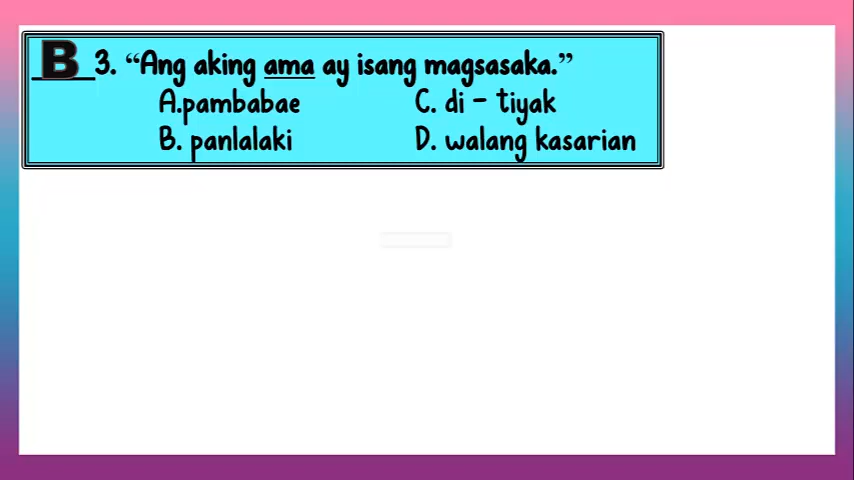 B 3. “Ang aking ama ay isang magsasaka.”
A.pambabae C. di - tiyak
B. panlalaki D. walang kasarian